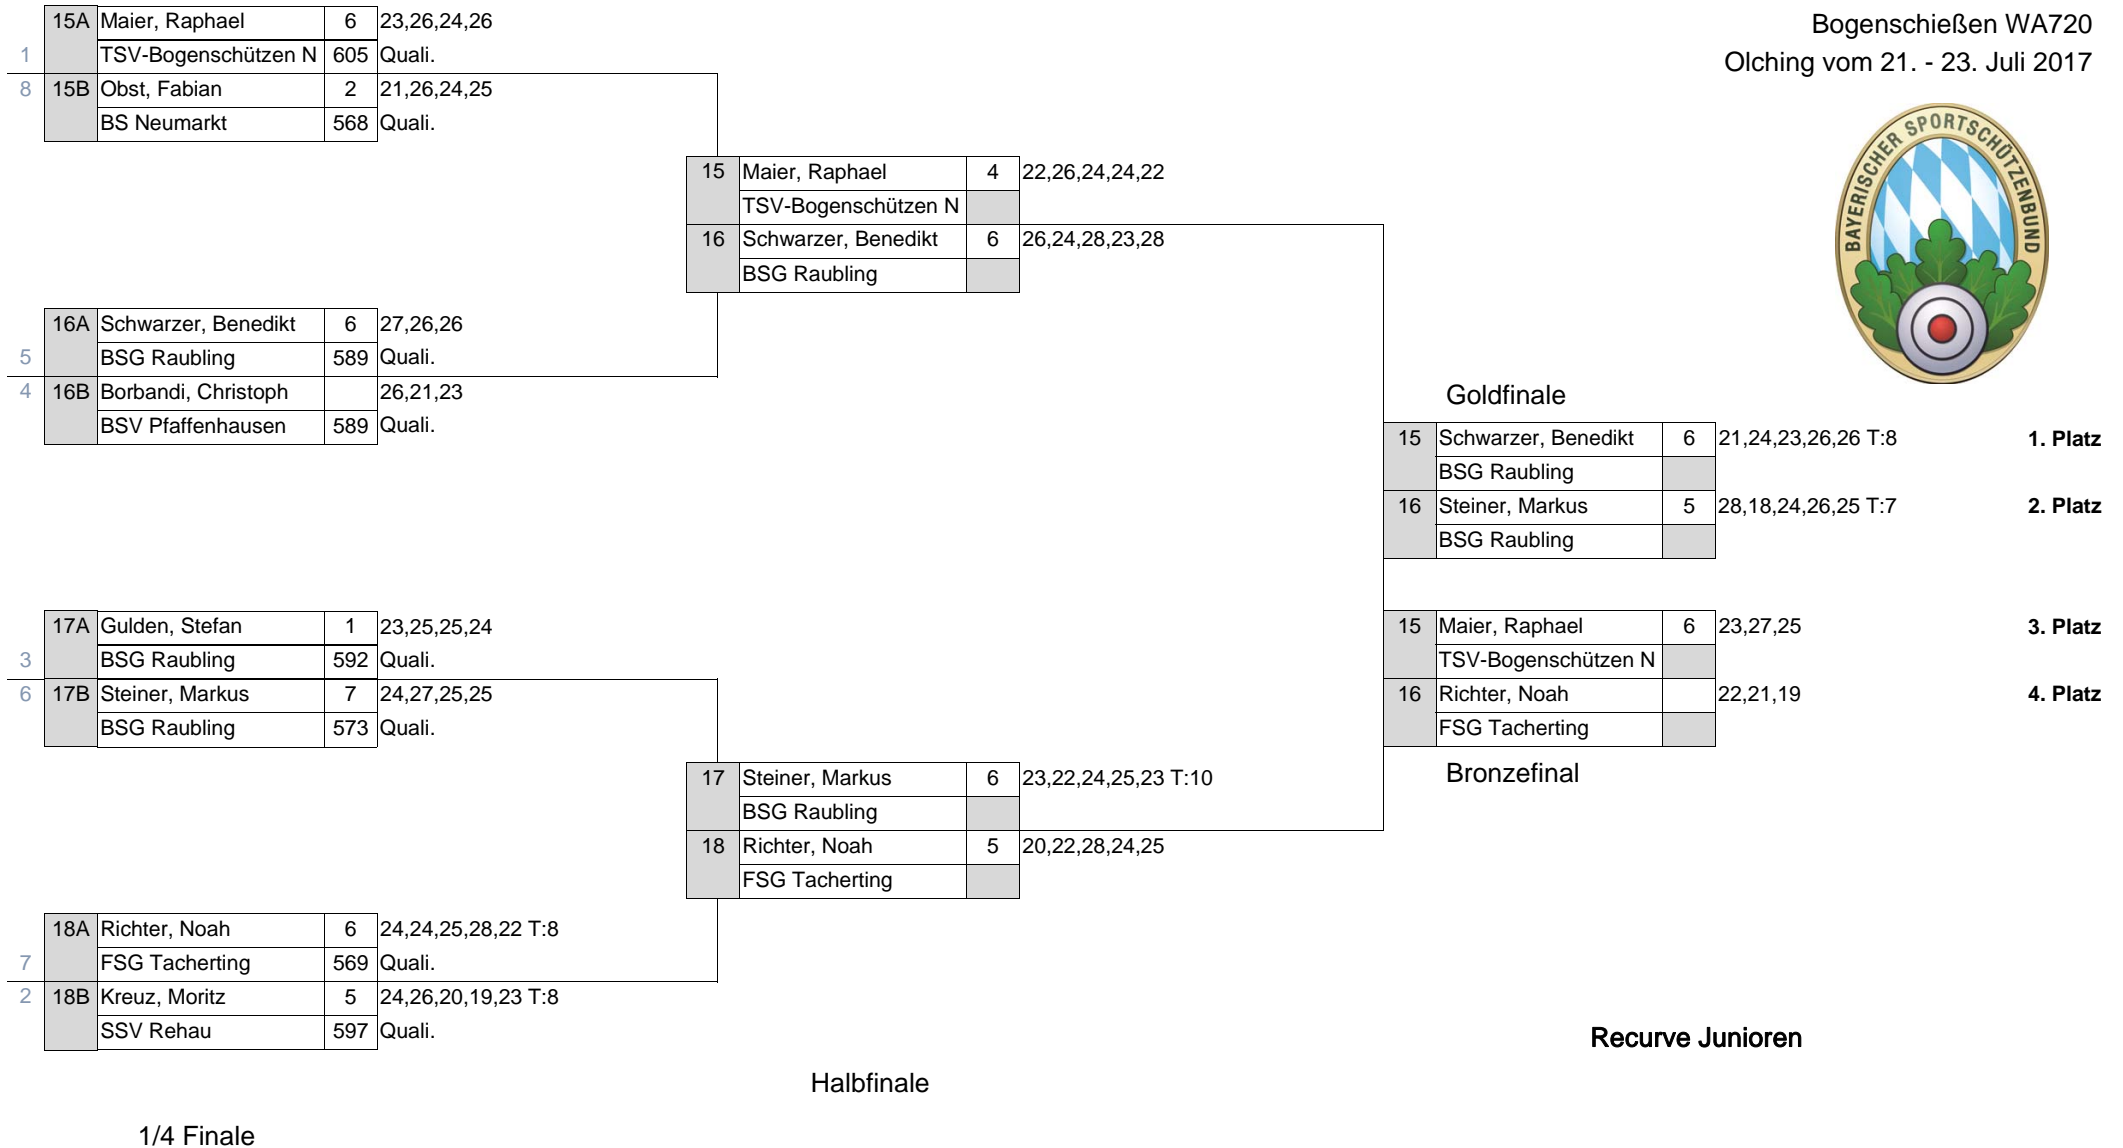 Bogenschießen WA720
Olching vom 21. - 23. Juli 2017
BAYERISCHER SPORTSCHÜTZENBUND
15A Maier, Raphael 6 23,26,24,26
1 TSV-Bogenschützen N 605 Quali.
8 15B Obst, Fabian 2 21,26,24,25
BS Neumarkt 568 Quali.
15 Maier, Raphael 4 22,26,24,24,22
TSV-Bogenschützen N
16 Schwarzer, Benedikt 6 26,24,28,23,28
BSG Raubling
16A Schwarzer, Benedikt 6 27,26,26
5 BSG Raubling 589 Quali.
4 16B Borbandi, Christoph 26,21,23
BSV Pfaffenhausen 589 Quali.
Goldfinale
15 Schwarzer, Benedikt 6 21,24,23,26,26 T:8 1. Platz
BSG Raubling
16 Steiner, Markus 5 28,18,24,26,25 T:7 2. Platz
BSG Raubling
17A Gulden, Stefan 1 23,25,25,24
3 BSG Raubling 592 Quali.
6 17B Steiner, Markus 7 24,27,25,25
BSG Raubling 573 Quali.
15 Maier, Raphael 6 23,27,25 3. Platz
TSV-Bogenschützen N
16 Richter, Noah 22,21,19 4. Platz
FSG Tacherting
Bronzefinal
17 Steiner, Markus 6 23,22,24,25,23 T:10
BSG Raubling
18 Richter, Noah 5 20,22,28,24,25
FSG Tacherting
18A Richter, Noah 6 24,24,25,28,22 T:8
7 FSG Tacherting 569 Quali.
2 18B Kreuz, Moritz 5 24,26,20,19,23 T:8
SSV Rehau 597 Quali.
Recurve Junioren
Halbfinale
1/4 Finale